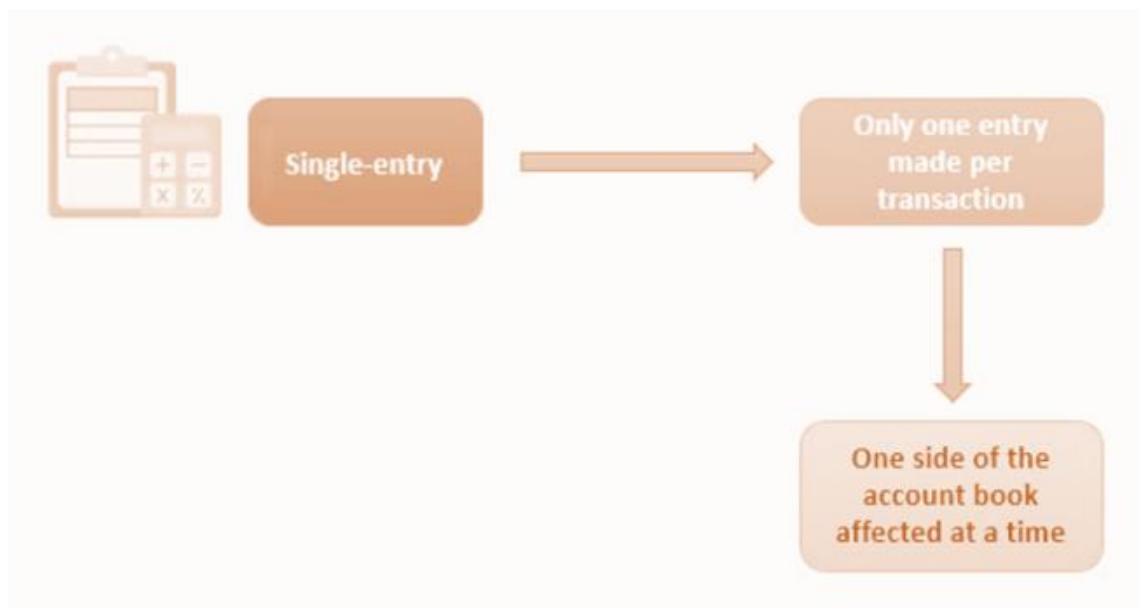 Single-entry
Only one entry
made per
transaction
One side of the
account book
affected at a time
+ −
x %